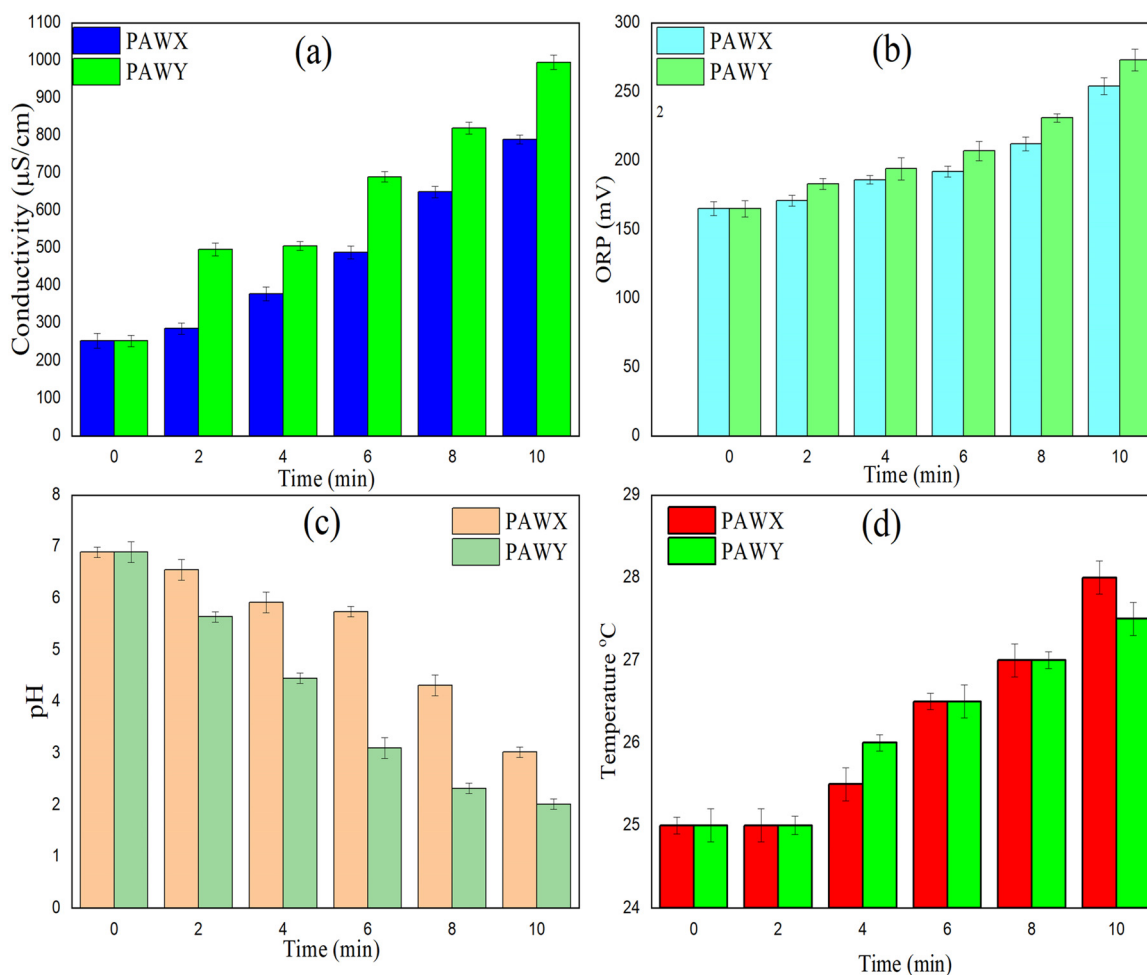 1100
1000
900
800
700
600
500
400
300
200
100
0
Conductivity (µS/cm)
PAWX
PAWY
(a)
0 2 4 6 8 10
Time (min)
300
250
200
150
100
50
0
ORP (mV)
PAWX
PAWY
2
(b)
0 2 4 6 8 10
Time (min)
8
7
6
5
4
3
2
1
0
pH
(c)
PAWX
PAWY
0 2 4 6 8 10
Time (min)
29
28
27
26
25
24
Temperature °C
PAWX
PAWY
(d)
0 2 4 6 8 10
Time (min)